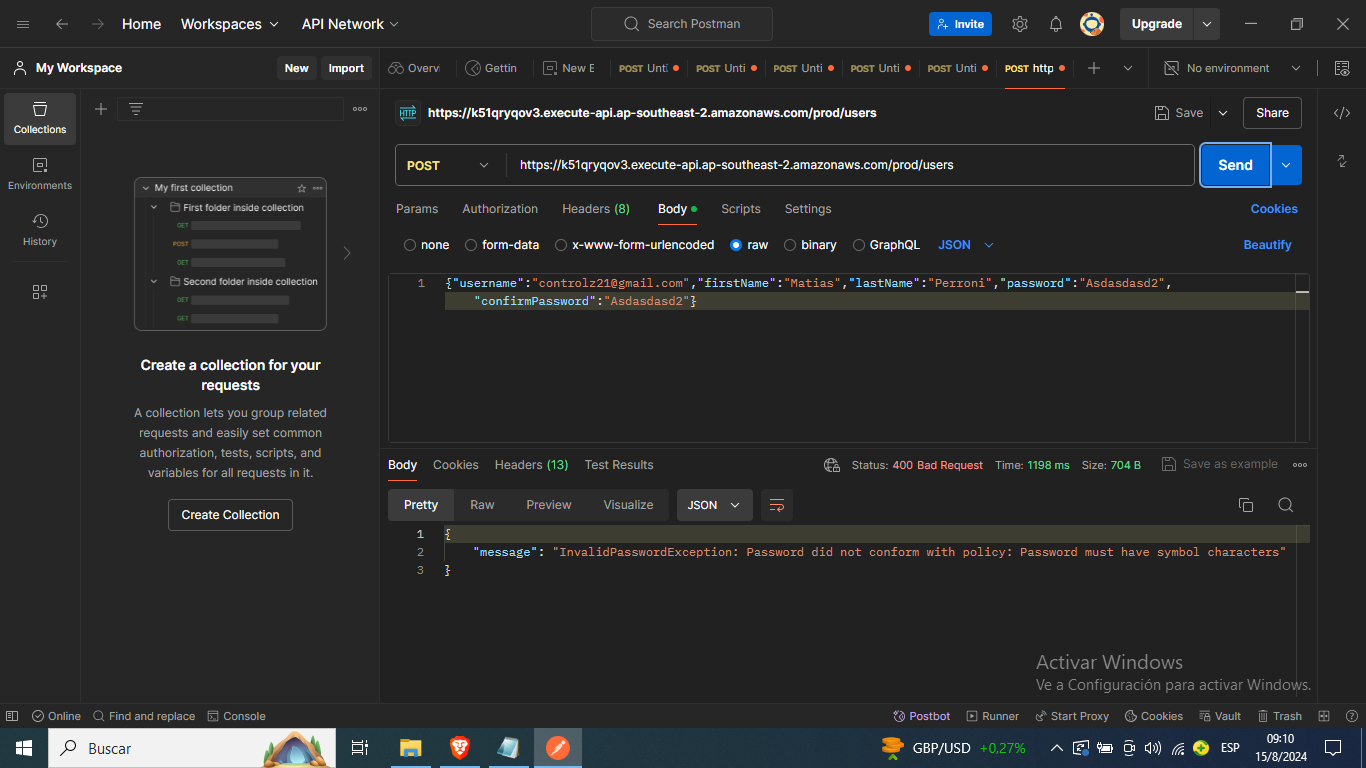 Home Workspaces API Network Search Postman Invite Upgrade
My Workspace New Import Overvi Gettin New E POST Unti POST Unti POST Unti POST Unti POST Unti POST http No environment
HTTP https://k51qryqov3.execute-api.ap-southeast-2.amazonaws.com/prod/users Save Share
Collections
Environments
History
My first collection
First folder inside collection
GET
POST
GET
Second folder inside collection
GET
GET
Create a collection for your
requests
A collection lets you group related
requests and easily set common
authorization, tests, scripts, and
variables for all requests in it.
Create Collection
POST https://k51qryqov3.execute-api.ap-southeast-2.amazonaws.com/prod/users Send
Params Authorization Headers (8) Body Scripts Settings Cookies
none form-data x-www-form-urlencoded raw binary GraphQL JSON Beautify
1 {"username":"controlz21@gmail.com","firstName":"Matias","lastName":"Perroni","password":"Asdasdasd2",
"confirmPassword":"Asdasdasd2"}
Body Cookies Headers (13) Test Results Status: 400 Bad Request Time: 1198 ms Size: 704 B Save as example
Pretty Raw Preview Visualize JSON
1 {
2 "message": "InvalidPasswordException: Password did not conform with policy: Password must have symbol characters"
3 }
Activar Windows
Ve a Configuración para activar Windows.
Online Find and replace Console Postbot Runner Start Proxy Cookies Vault Trash
Buscar GBP/USD +0,27% ESP 09:10
15/8/2024